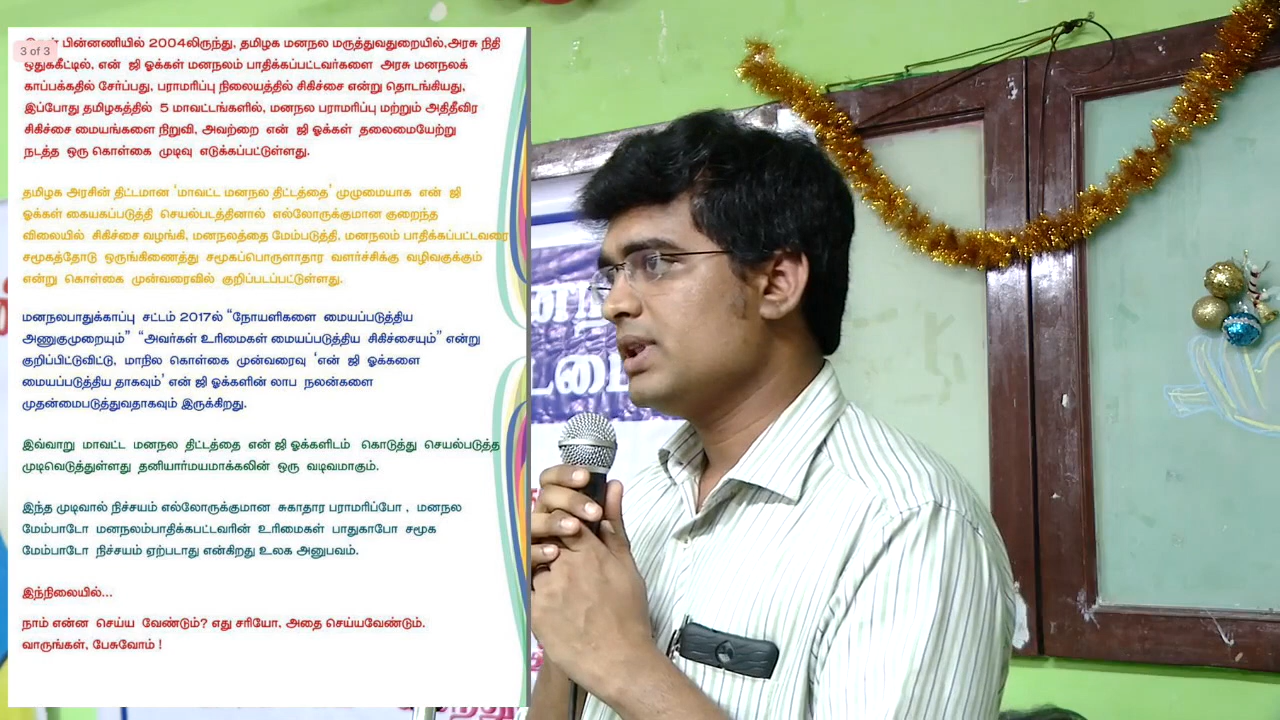 3 of 3
பின்னணியில் 2004லிருந்து, தமிழக மனநல மருத்துவதுறையில்,அரசு நிதி
ஒதுக்கீட்டில், என் ஜி ஓக்கள் மனநலம் பாதிக்கப்பட்டவர்களை அரசு மனநலக்
காப்பக்கதில் சேர்ப்பது, பராமரிப்பு நிலையத்தில் சிகிச்சை என்று தொடங்கியது,
இப்போது தமிழகத்தில் 5 மாவட்டங்களில், மனநல பராமரிப்பு மற்றும் அதிதீவிர
சிகிச்சை மையங்களை நிறுவி, அவற்றை என் ஜி ஓக்கள் தலைமையேற்று
நடத்த ஒரு கொள்கை முடிவு எடுக்கப்பட்டுள்ளது.
தமிழக அரசின் திட்டமான ‘மாவட்ட மனநல திட்டத்தை’ முழுமையாக என் ஜி
ஓக்கள் கையகப்படுத்தி செயல்படத்தினால் எல்லோருக்குமான குறைந்த
விலையில் சிகிச்சை வழங்கி, மனநலத்தை மேம்படுத்தி, மனநலம் பாதிக்கப்பட்டவரை
சமூகத்தோடு ஒருங்கிணைத்து சமூகப்பொருளாதார வளர்ச்சிக்கு வழிவகுக்கும்
என்று கொள்கை முன்வரைவில் குறிப்படப்பட்டுள்ளது.
மனநலபாதுக்காப்பு சட்டம் 2017ல் “நோயளிகளை மையப்படுத்திய
அணுகுமுறையும்” “அவர்கள் உரிமைகள் மையப்படுத்திய சிகிச்சையும்” என்று
குறிப்பிட்டுவிட்டு, மாநில கொள்கை முன்வரைவு ‘என் ஜி ஓக்களை
மையப்படுத்திய தாகவும்’ என் ஜி ஓக்களின் லாப நலன்களை
முதன்மைபடுத்துவதாகவும் இருக்கிறது.
இவ்வாறு மாவட்ட மனநல திட்டத்தை என் ஜி ஓக்களிடம் கொடுத்து செயல்படுத்த
முடிவெடுத்துள்ளது தனியார்மயமாக்கலின் ஒரு வடிவமாகும்.
இந்த முடிவால் நிச்சயம் எல்லோருக்குமான சுகாதார பராமரிப்போ , மனநல
மேம்பாடோ மனநலம்பாதிக்கபட்டவரின் உரிமைகள் பாதுகாபோ சமூக
மேம்பாடோ நிச்சயம் ஏற்படாது என்கிறது உலக அனுபவம்.
இந்நிலையில்...
நாம் என்ன செய்ய வேண்டும்? எது சரியோ, அதை செய்யவேண்டும்.
வாருங்கள், பேசுவோம் !